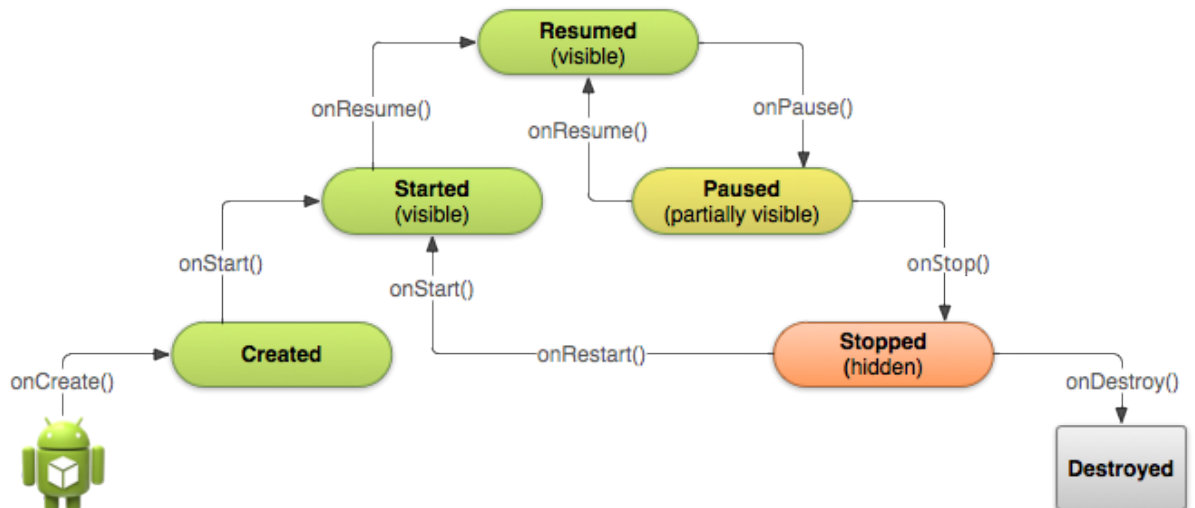 Resumed
(visible)
onResume()
onResume()
onPause()
Started
(visible)
Paused
(partially visible)
onStart()
onStart()
onStop()
Created
onRestart()
Stopped
(hidden)
onCreate()
onDestroy()
Destroyed